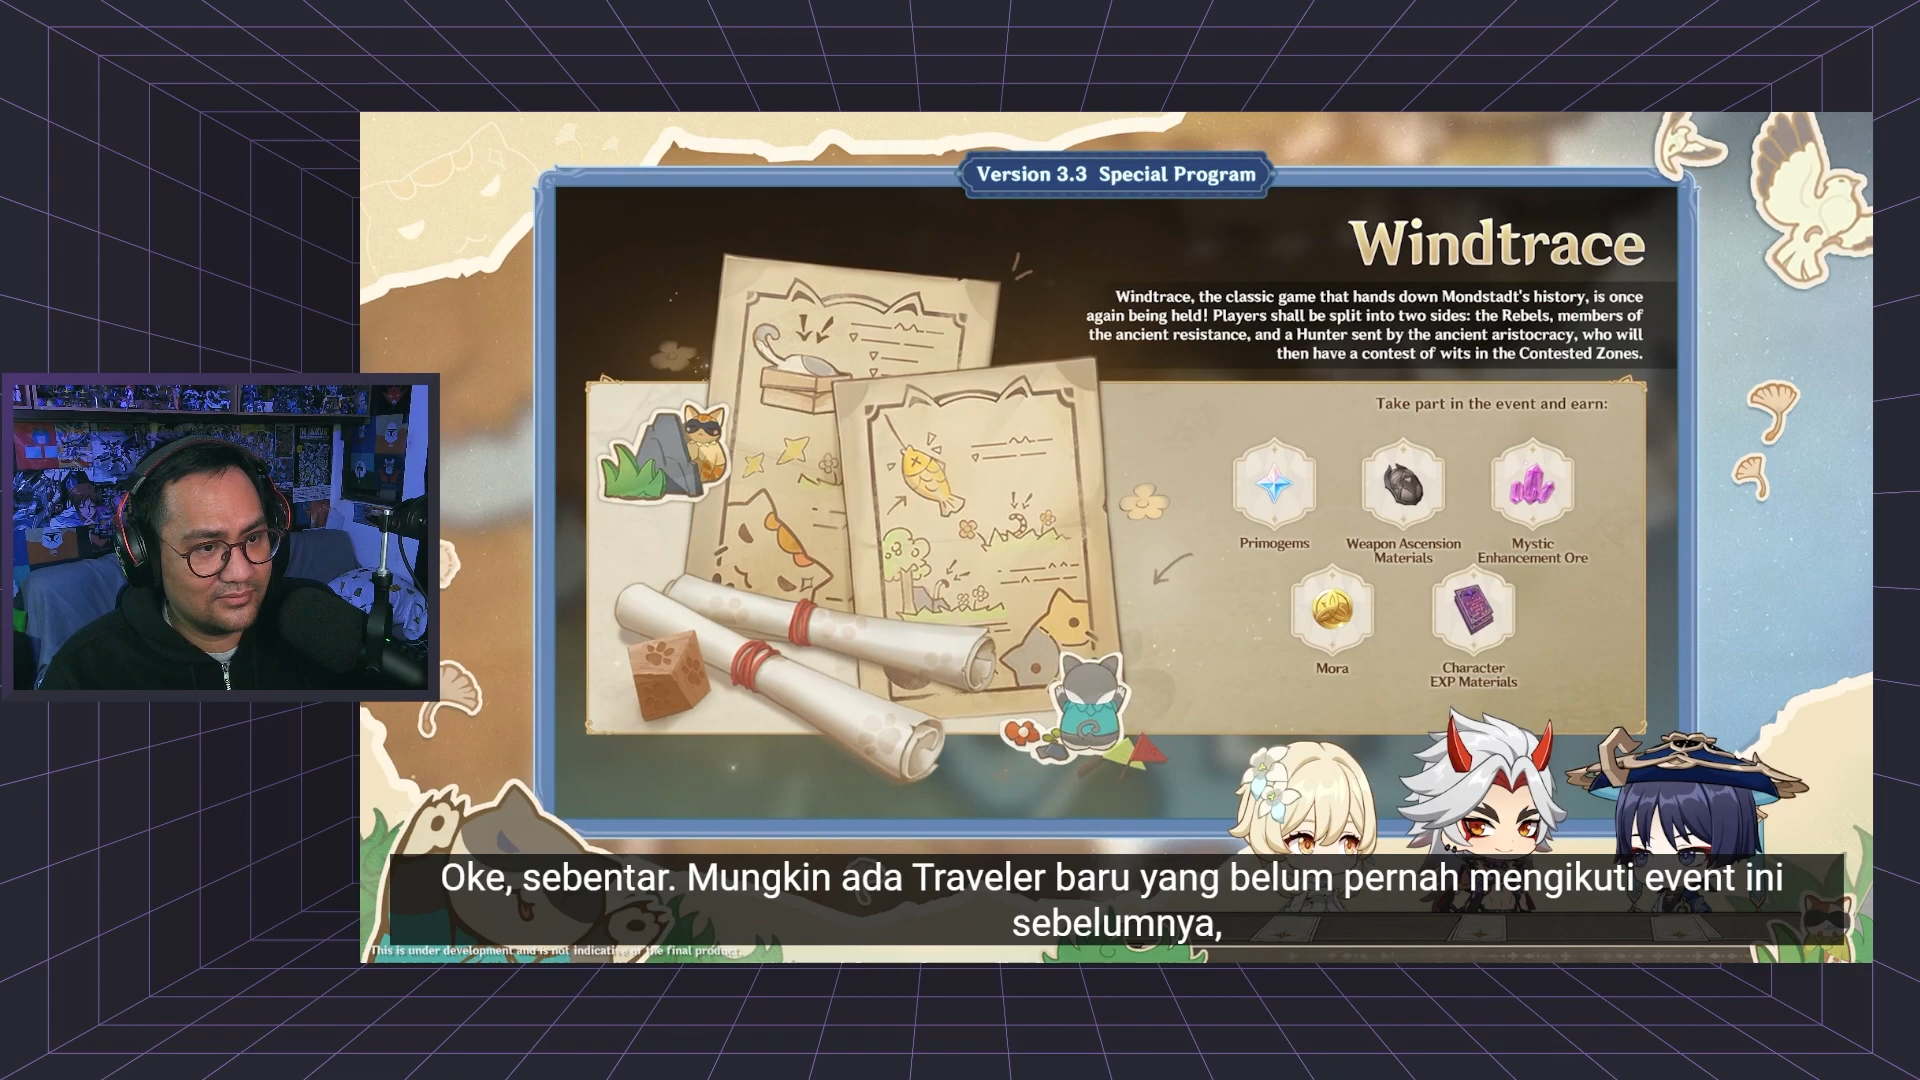 Version 3.3 Special Program
Windtrace
Windtrace, the classic game that hands down Mondstadt's history, is once
again being held! Players shall be split into two sides: the Rebels, members of
the ancient resistance, and a Hunter sent by the ancient aristocracy, who will
then have a contest of wits in the Contested Zones.
Take part in the event and earn:
Primogems
Weapon Ascension
Materials
Mystic
Enhancement Ore
Mora
Character
EXP Materials
Oke, sebentar. Mungkin ada Traveler baru yang belum pernah mengikuti event ini
sebelumnya,
This is under development and is not indicative of the final product.